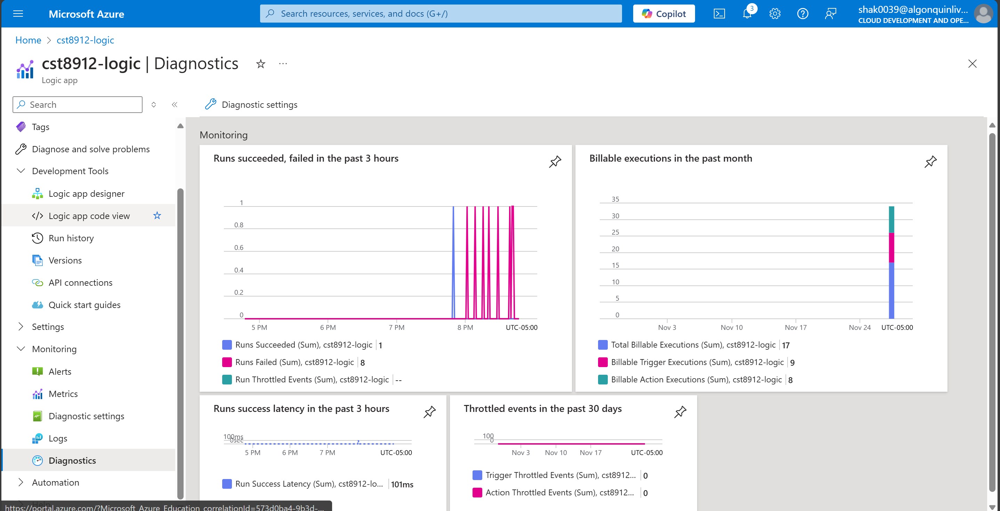 Microsoft Azure
Search resources, services, and docs (G+/)
Copilot
3
shak0039@algonquinliv...
CLOUD DEVELOPMENT AND OPE...
Home > cst8912-logic
cst8912-logic | Diagnostics
Logic app
Search
Diagnostic settings
Tags
Diagnose and solve problems
Development Tools
Logic app designer
Logic app code view
Run history
Versions
API connections
Quick start guides
Settings
Monitoring
Alerts
Metrics
Diagnostic settings
Logs
Diagnostics
Automation
Help
https://portal.azure.com/?Microsoft_Azure_Education_correlationId=573d0ba4-9b3d-...
Monitoring
Runs succeeded, failed in the past 3 hours
1
0.8
0.6
0.4
0.2
0
5 PM 6 PM 7 PM 8 PM UTC-05:00
Runs Succeeded (Sum), cst8912-logic 1
Runs Failed (Sum), cst8912-logic 8
Run Throttled Events (Sum), cst8912-logic --
Billable executions in the past month
35
30
25
20
15
10
5
0
Nov 3 Nov 10 Nov 17 Nov 24 UTC-05:00
Total Billable Executions (Sum), cst8912-logic 17
Billable Trigger Executions (Sum), cst8912-logic 9
Billable Action Executions (Sum), cst8912-logic 8
Runs success latency in the past 3 hours
100ms
0sec
5 PM 6 PM 7 PM UTC-05:00
Run Success Latency (Sum), cst8912-lo... 101ms
Throttled events in the past 30 days
100
0
Nov 3 Nov 10 Nov 17 UTC-05:00
Trigger Throttled Events (Sum), cst8912... 0
Action Throttled Events (Sum), cst8912... 0